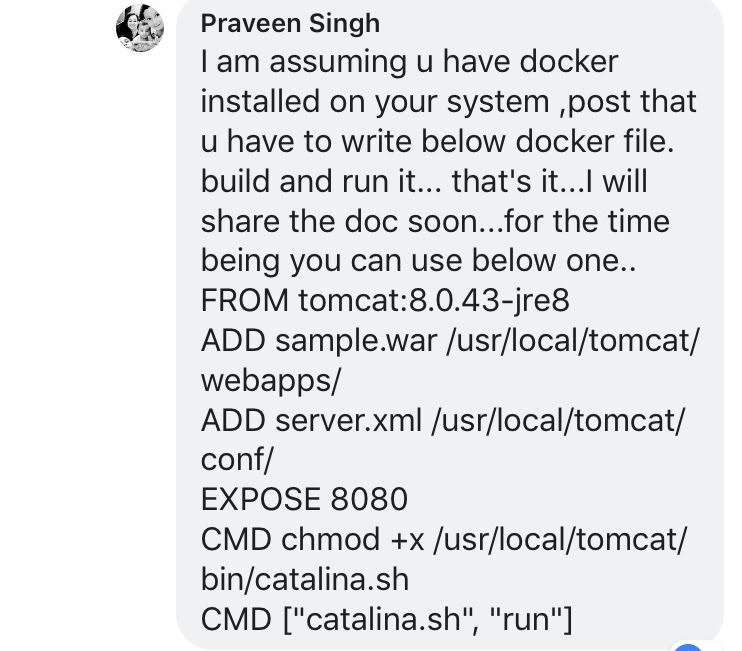 Praveen Singh
I am assuming u have docker
installed on your system ,post that
u have to write below docker file.
build and run it... that's it...I will
share the doc soon...for the time
being you can use below one..
FROM tomcat:8.0.43-jre8
ADD sample.war /usr/local/tomcat/
webapps/
ADD server.xml /usr/local/tomcat/
conf/
EXPOSE 8080
CMD chmod +x /usr/local/tomcat/
bin/catalina.sh
CMD ["catalina.sh", "run"]